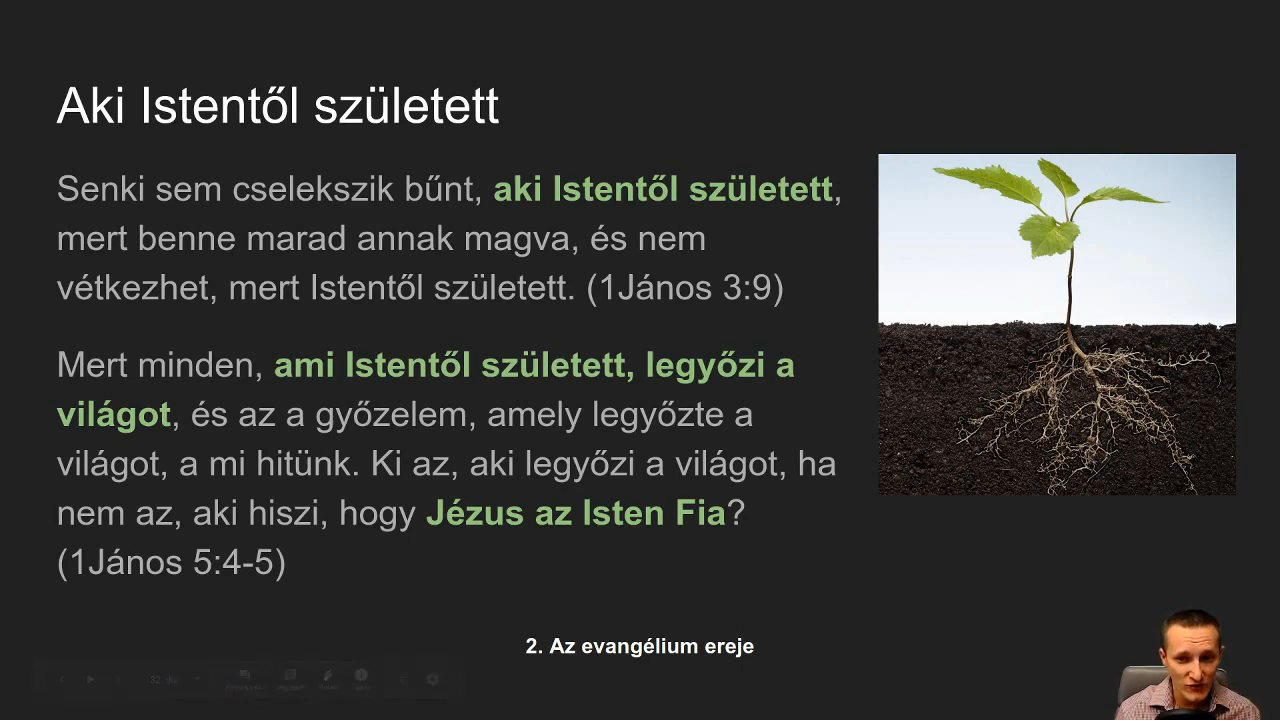 Aki Istentől született
Senki sem cselekszik bűnt, aki Istentől született,
mert benne marad annak magva, és nem
vétkezhet, mert Istentől született. (1János 3:9)
Mert minden, ami Istentől született, legyőzi a
világot, és az a győzelem, amely legyőzte a
világot, a mi hitünk. Ki az, aki legyőzi a világot, ha
nem az, aki hiszi, hogy Jézus az Isten Fia?
(1János 5:4-5)
2. Az evangélium ereje
32